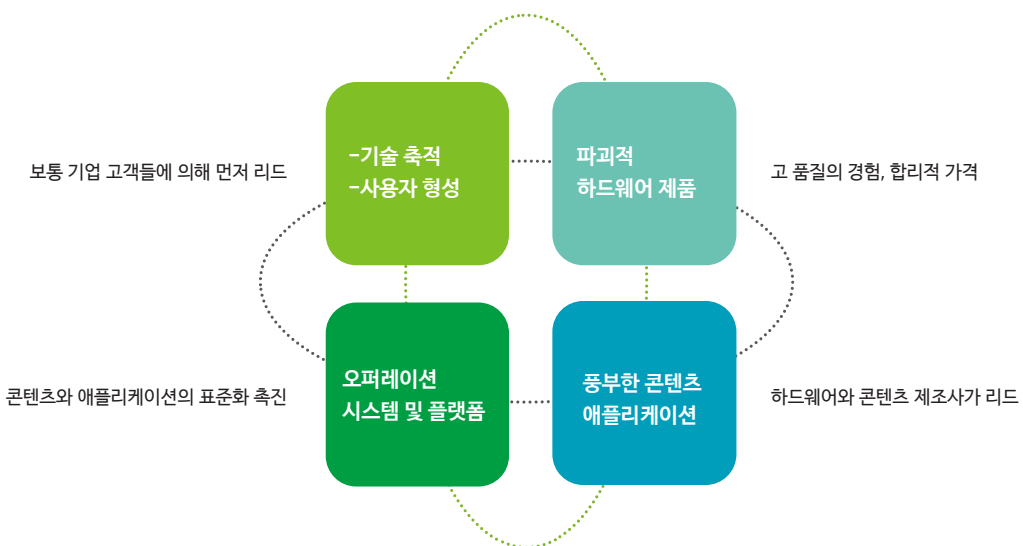 보통 기업 고객들에 의해 먼저 리드
-기술 축적
-사용자 형성
파괴적
하드웨어 제품
고 품질의 경험, 합리적 가격
콘텐츠와 애플리케이션의 표준화 촉진
오퍼레이션
시스템 및 플랫폼
풍부한 콘텐츠
애플리케이션
하드웨어와 콘텐츠 제조사가 리드